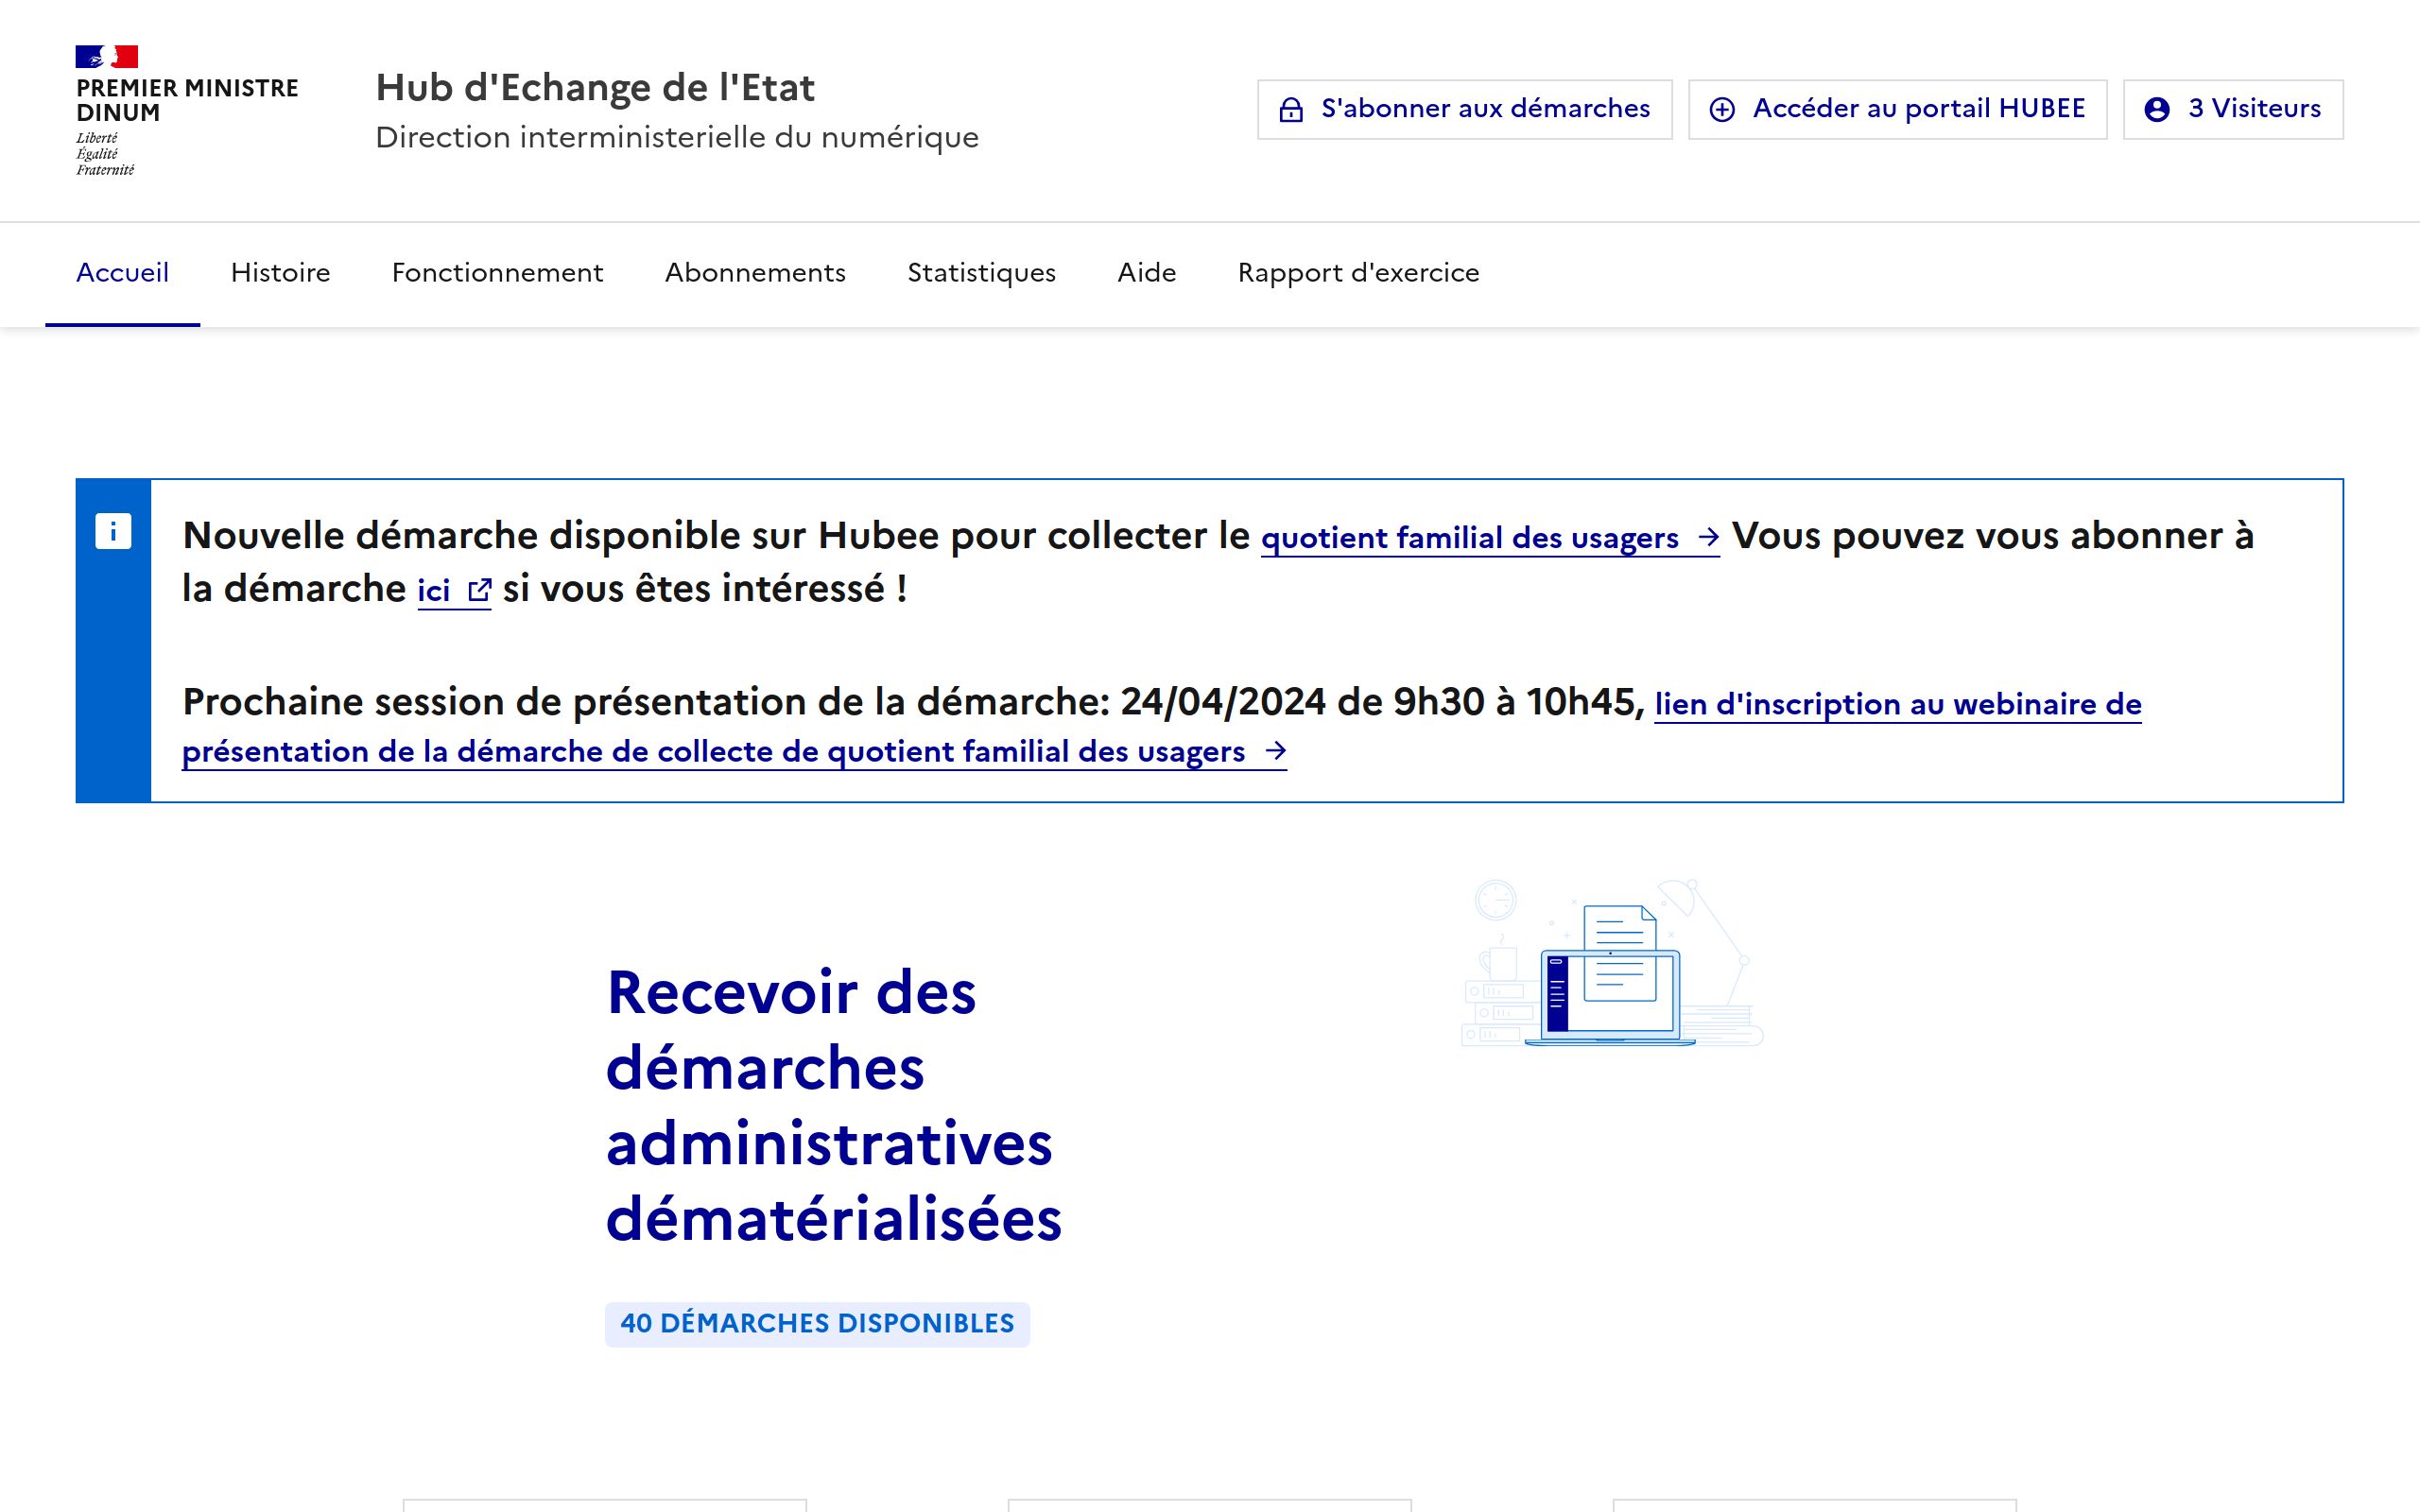 PREMIER MINISTRE
DINUM
Liberté
Égalité
Fraternité
Hub d'Echange de l'Etat
Direction interministerielle du numérique
S'abonner aux démarches
Accéder au portail HUBEE
3 Visiteurs
Accueil Histoire Fonctionnement Abonnements Statistiques Aide Rapport d'exercice
Nouvelle démarche disponible sur Hubee pour collecter le quotient familial des usagers Vous pouvez vous abonner à
la démarche ici si vous êtes intéressé !
Prochaine session de présentation de la démarche: 24/04/2024 de 9h30 à 10h45, lien d'inscription au webinaire de
présentation de la démarche de collecte de quotient familial des usagers
Recevoir des
démarches
administratives
dématérialisées
40 DÉMARCHES DISPONIBLES